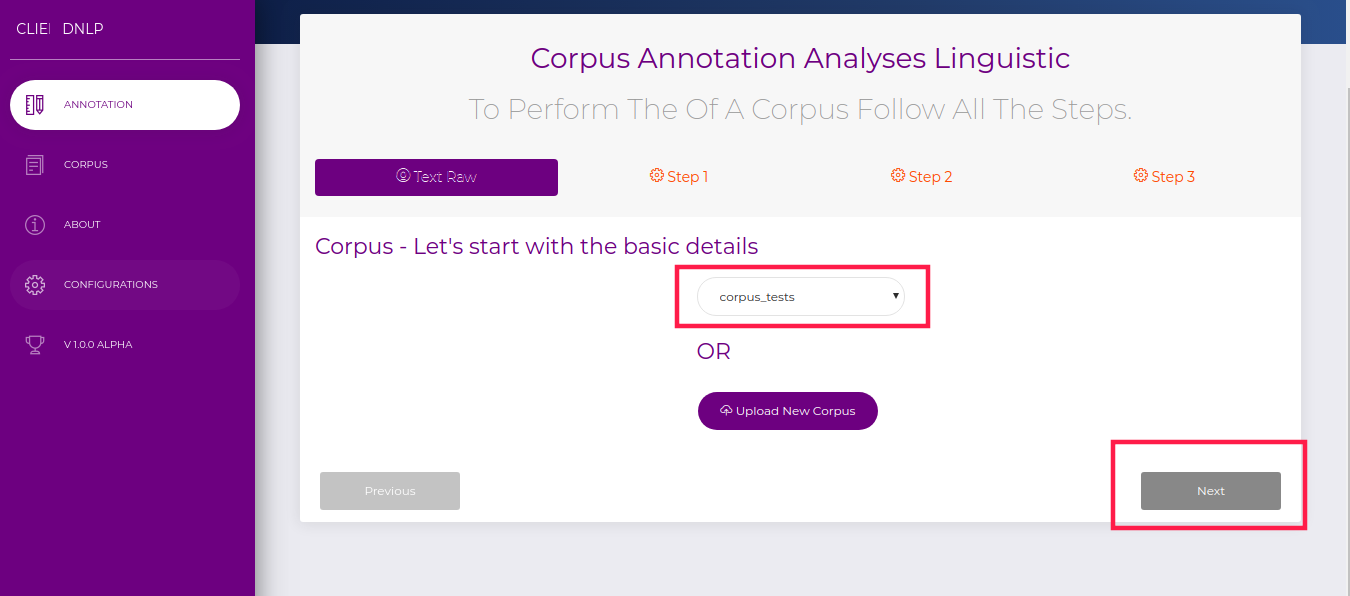 CLIEI DNLP
ANNOTATION
CORPUS
ABOUT
CONFIGURATIONS
V 1.0.0 ALPHA
Corpus Annotation Analyses Linguistic
To Perform The Of A Corpus Follow All The Steps.
Text Raw
Step 1
Step 2
Step 3
Corpus - Let's start with the basic details
corpus_tests
OR
Upload New Corpus
Previous
Next